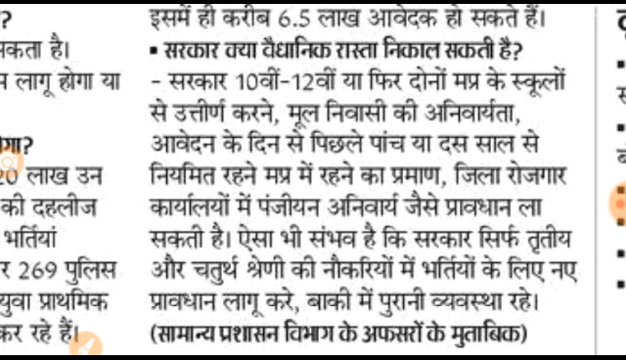 ?
इसमें ही करीब 6.5 लाख आवेदक हो सकते हैं।
सकता है।
▪ सरकार क्या वैधानिक रास्ता निकाल सकती है?
लागू होगा या
- सरकार 10वीं-12वीं या फिर दोनों मप्र के स्कूलों
से उत्तीर्ण करने, मूल निवासी की अनिवार्यता,
आवेदन के दिन से पिछले पांच या दस साल से
20 लाख उन
नियमित रहने मप्र में रहने का प्रमाण, जिला रोजगार
की दहलीज
कार्यालयों में पंजीयन अनिवार्य जैसे प्रावधान ला
भर्तियां
सकती है। ऐसा भी संभव है कि सरकार सिर्फ तृतीय
269 पुलिस
और चतुर्थ श्रेणी की नौकरियों में भर्तियों के लिए नए
युवा प्राथमिक
प्रावधान लागू करे, बाकी में पुरानी व्यवस्था रहे।
कर रहे हैं।
(सामान्य प्रशासन विभाग के अफसरों के मुताबिक)